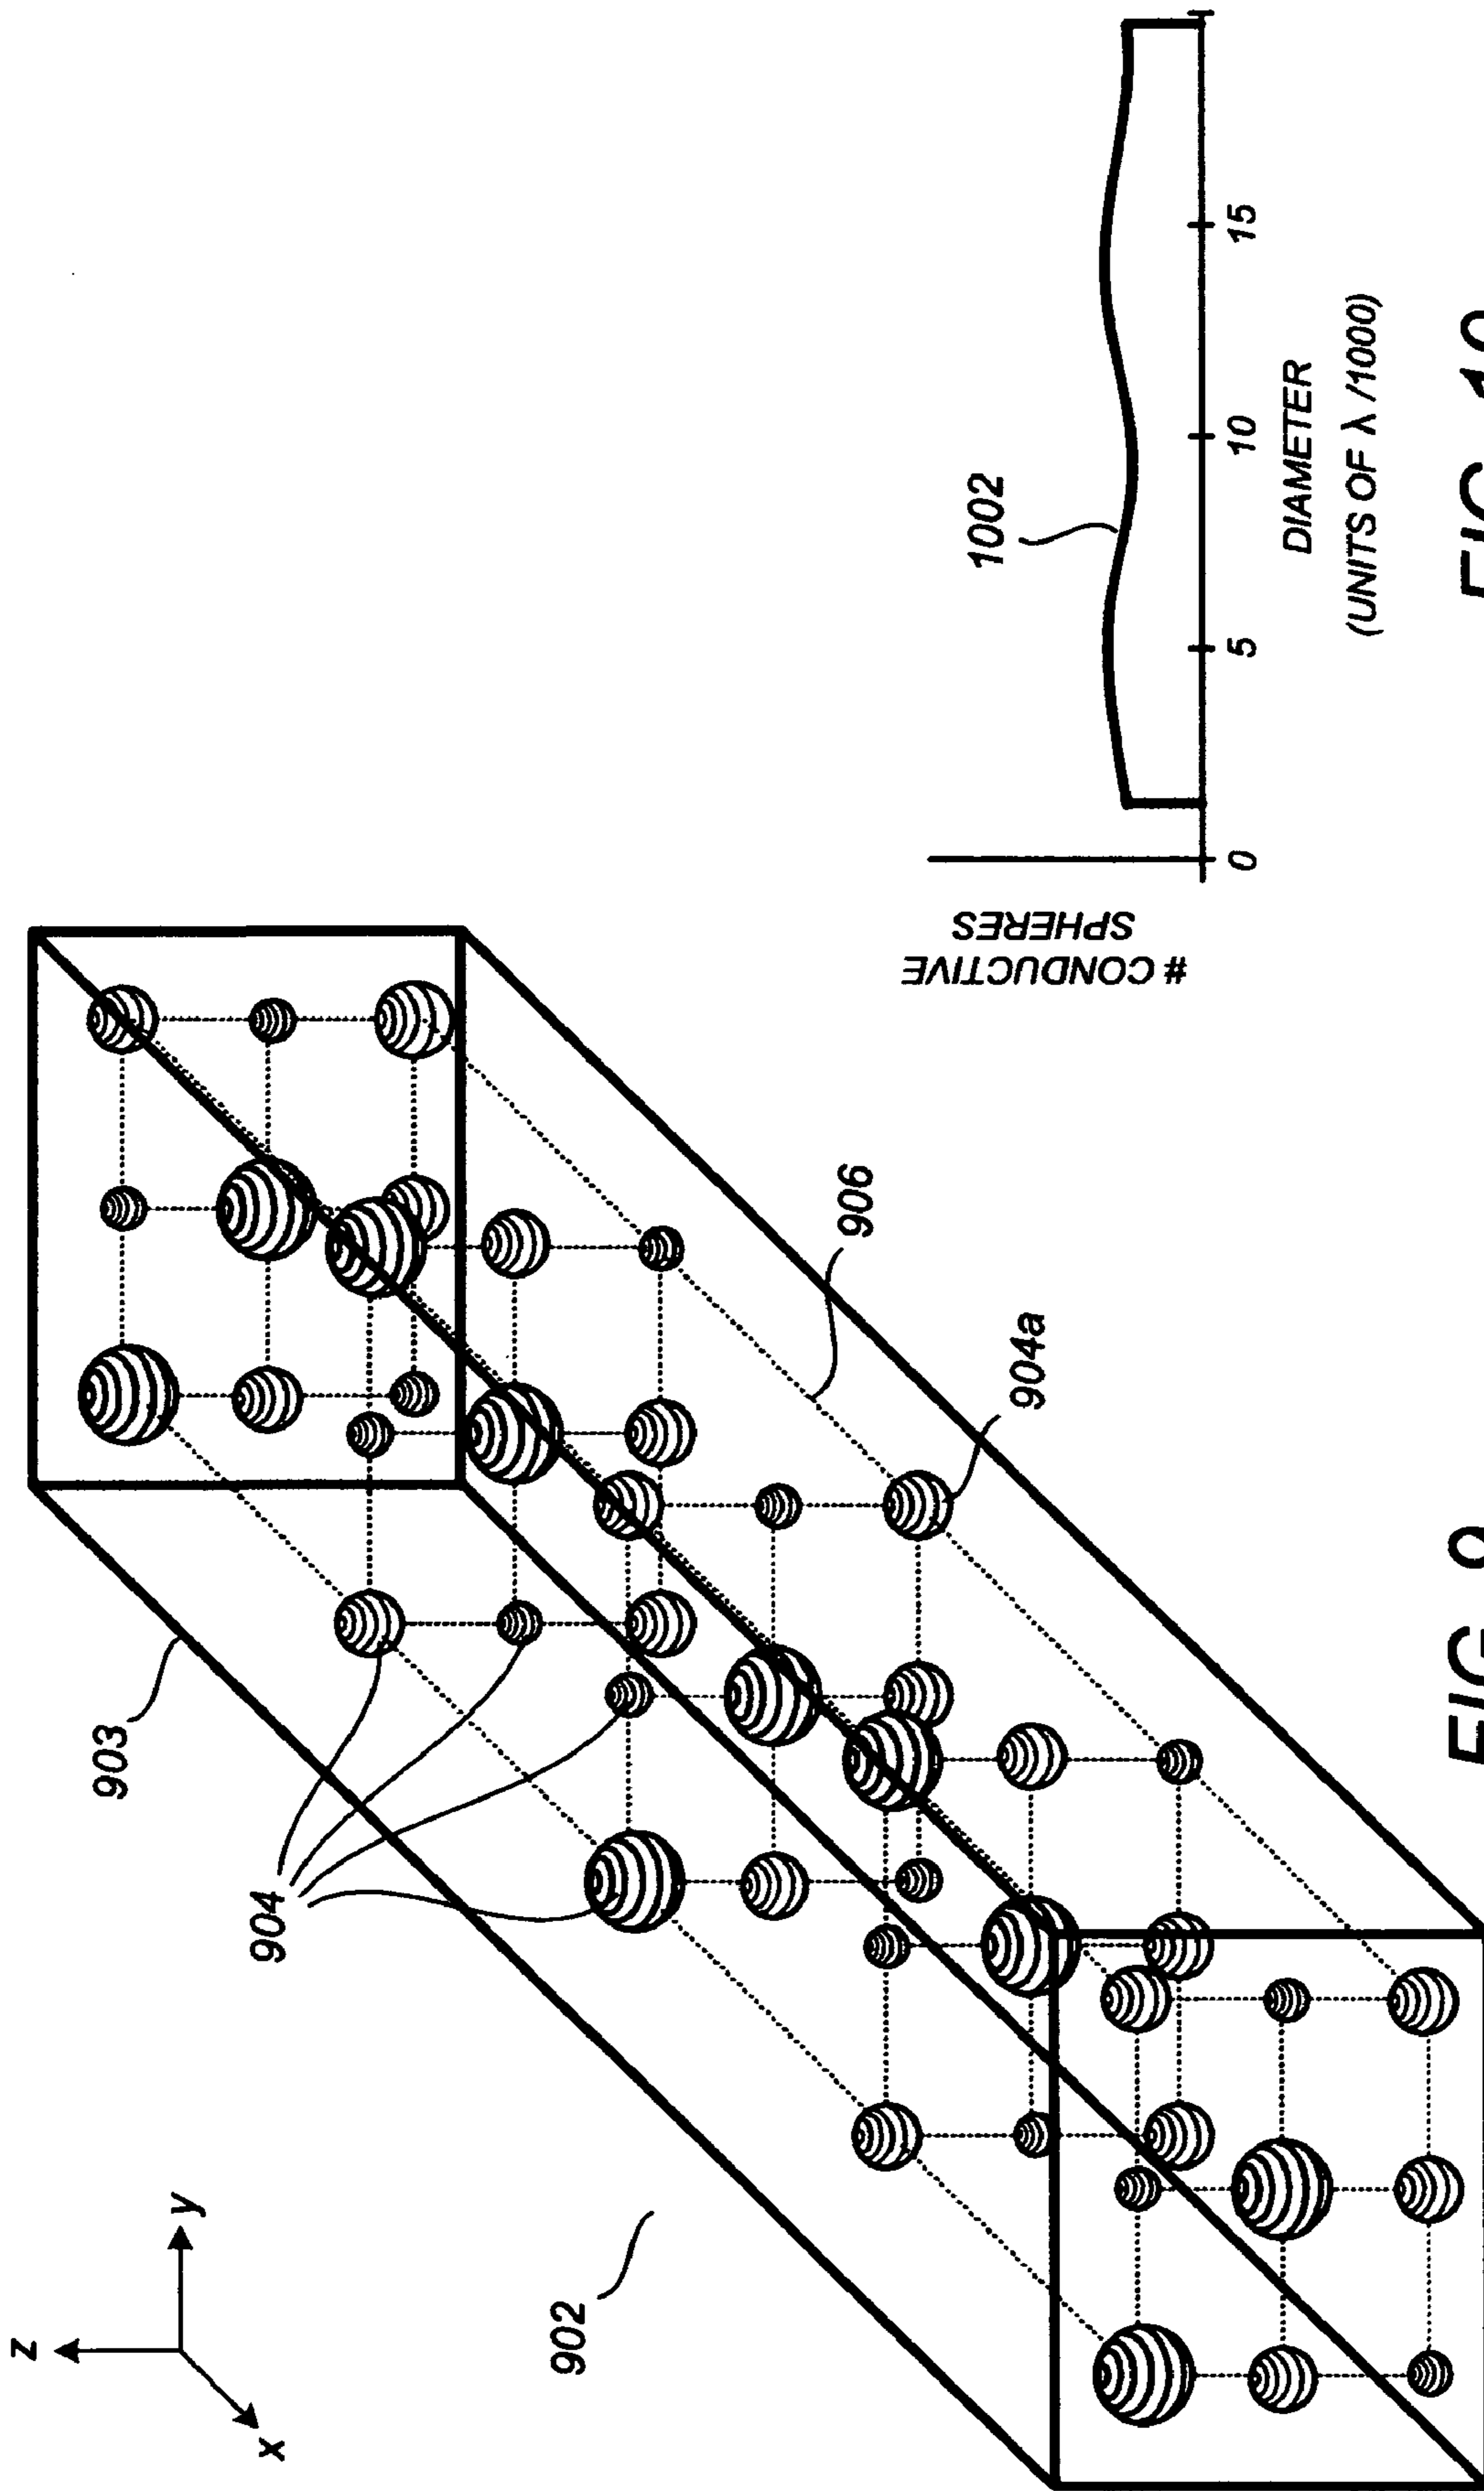 z
y
x
902
903
904
906
904a
FIG. 9
# CONDUCTIVE
SPHERES
1002
0
5
10
15
DIAMETER
(UNITS OF λ /1000)
FIG. 10